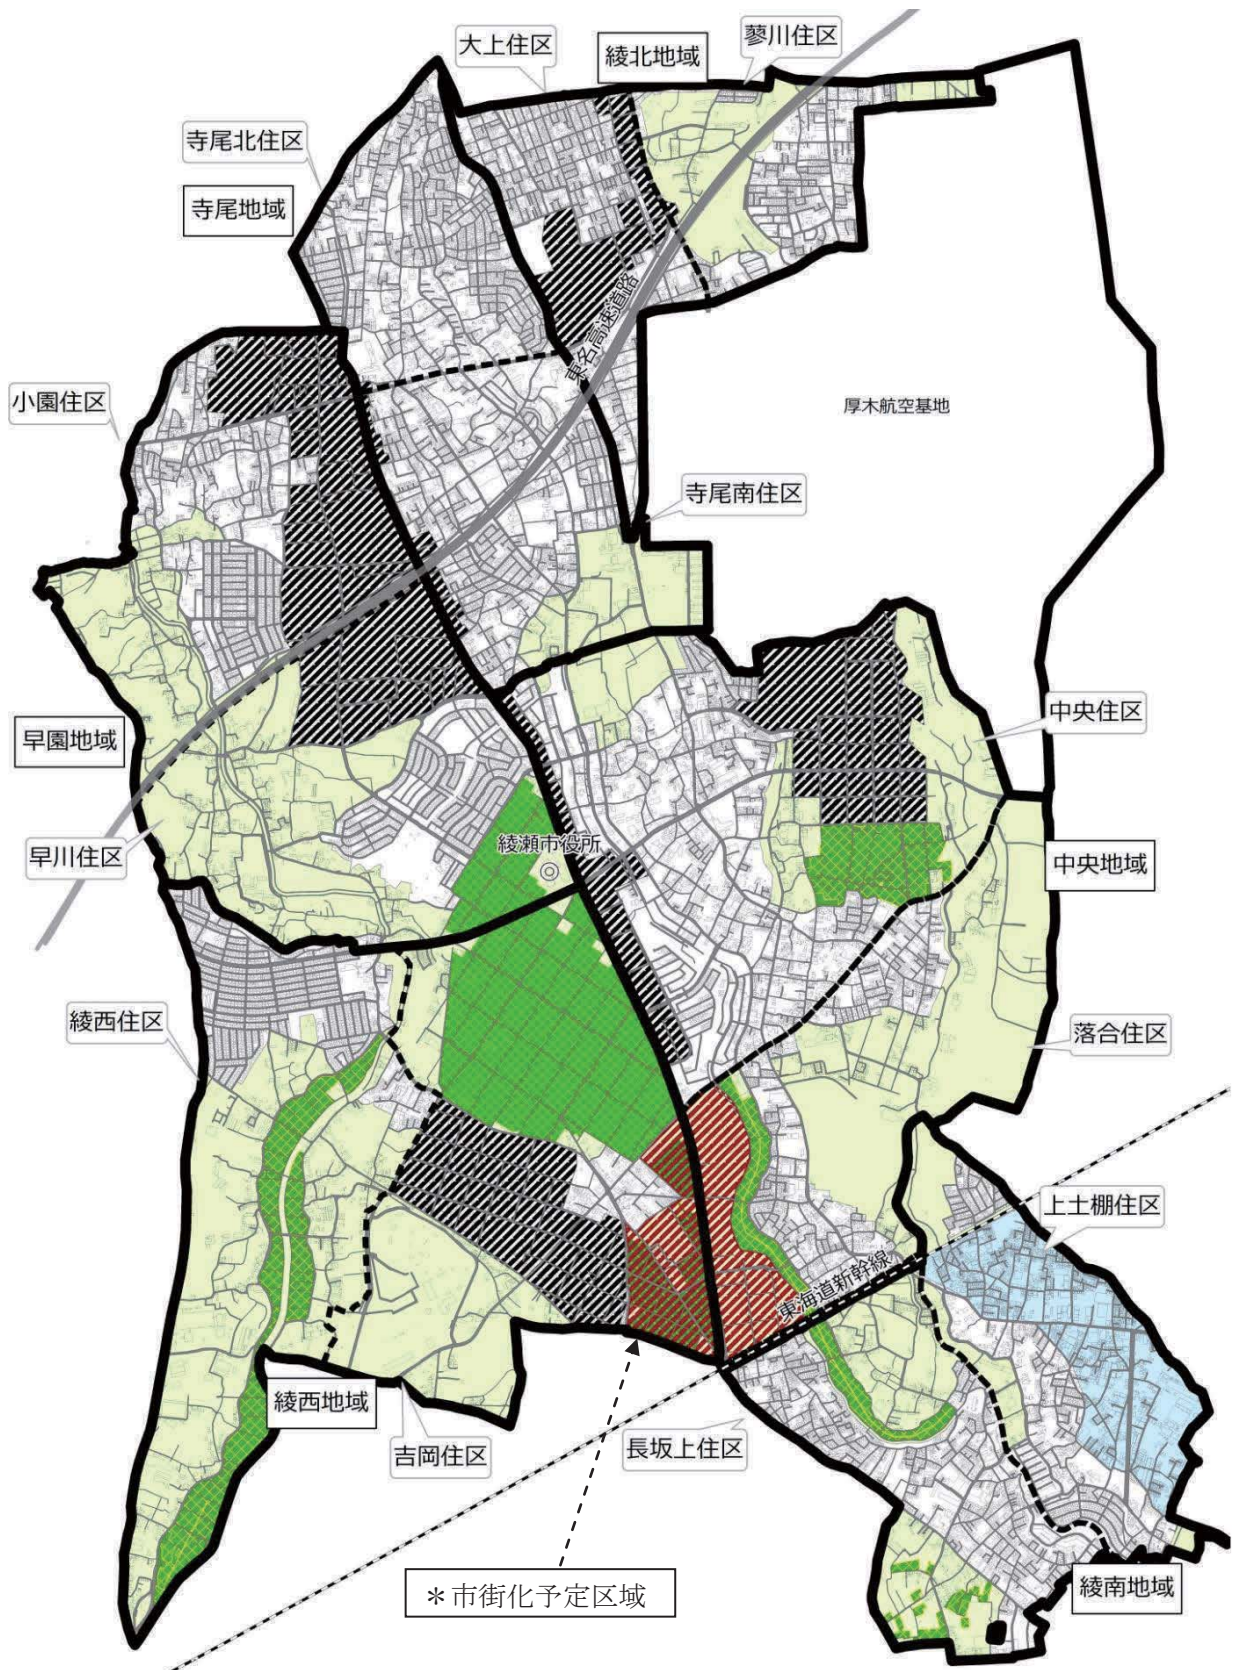 大上住区
綾北地域
蓼川住区
寺尾北住区
寺尾地域
東名高速道路
小園住区
厚木航空基地
寺尾南住区
中央住区
早園地域
綾瀬市役所
早川住区
中央地域
綾西住区
落合住区
上土棚住区
東海道新幹線
綾西地域
吉岡住区
長坂上住区
＊市街化予定区域
綾南地域